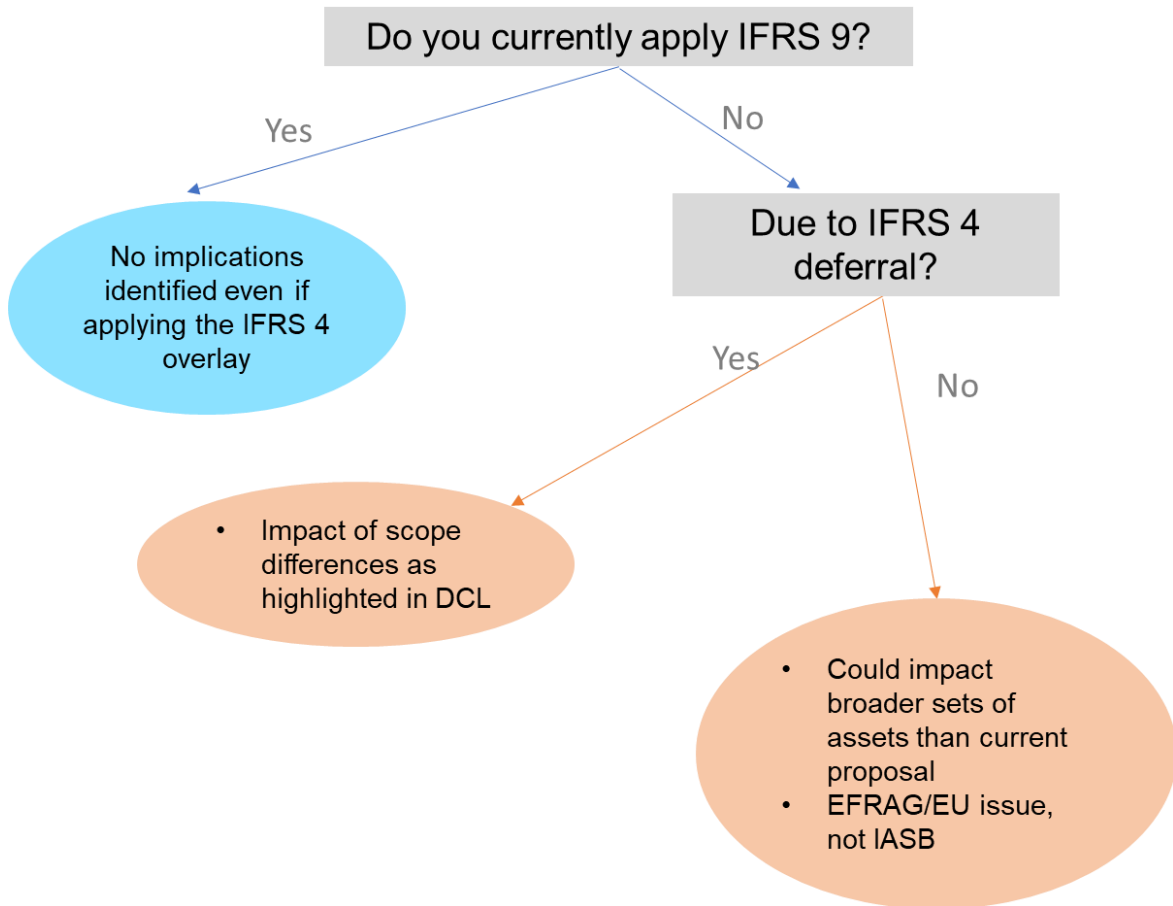 Do you currently apply IFRS 9?
Yes
No
No implications
identified even if
applying the IFRS 4
overlay
Due to IFRS 4
deferral?
Yes
No
• Impact of scope
differences as
highlighted in DCL
• Could impact
broader sets of
assets than current
proposal
• EFRAG/EU issue,
not IASB